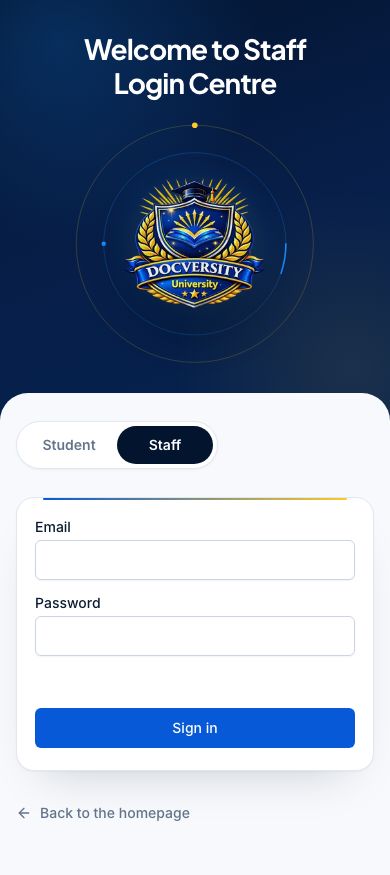 Welcome to Staff
Login Centre
DOCVERSITY
University
Student
Staff
Email
Password
Sign in
Back to the homepage